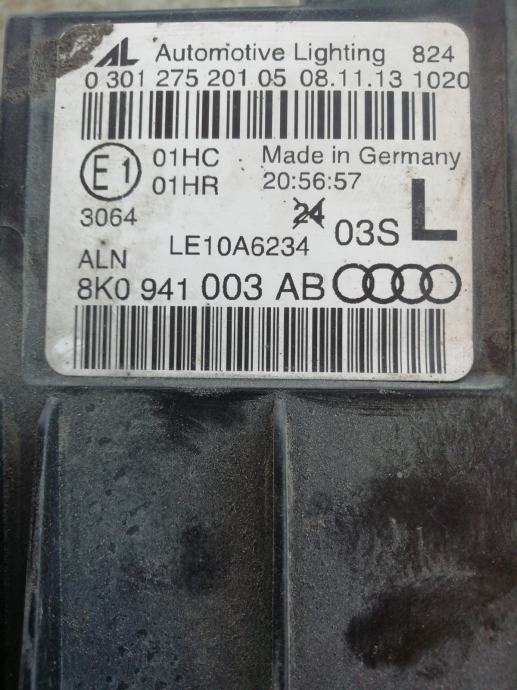 AL Automotive Lighting 824
0 301 275 201 05 08.11.13 1020
E1 01HC Made in Germany
01HR 20:56:57
3064 24 03S L
LE10A6234
ALN
8K0 941 003 AB